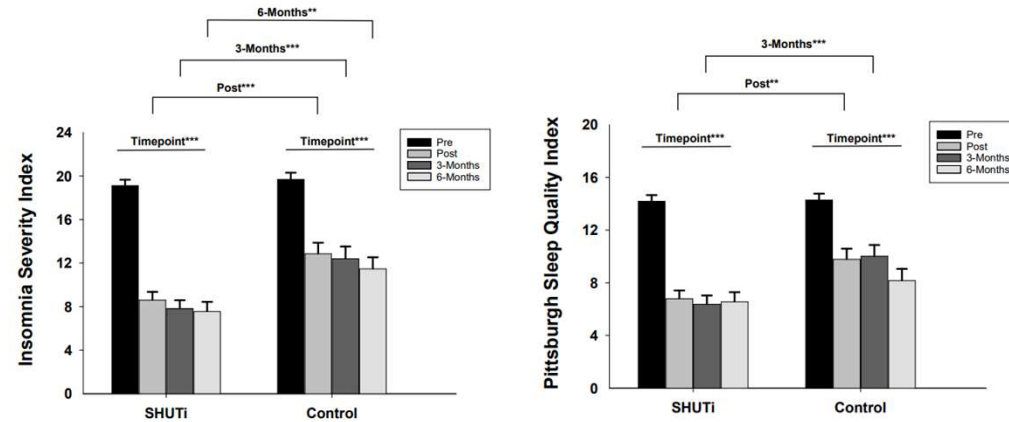 6-Months**
3-Months***
Post***
Timepoint***
Timepoint***
Pre
Post
3-Months
6-Months
Insomnia Severity Index
24
20
16
12
8
4
0
SHUTi
Control
3-Months***
Post**
Timepoint***
Timepoint***
Pre
Post
3-Months
6-Months
Pittsburgh Sleep Quality Index
20
16
12
8
4
0
SHUTi
Control